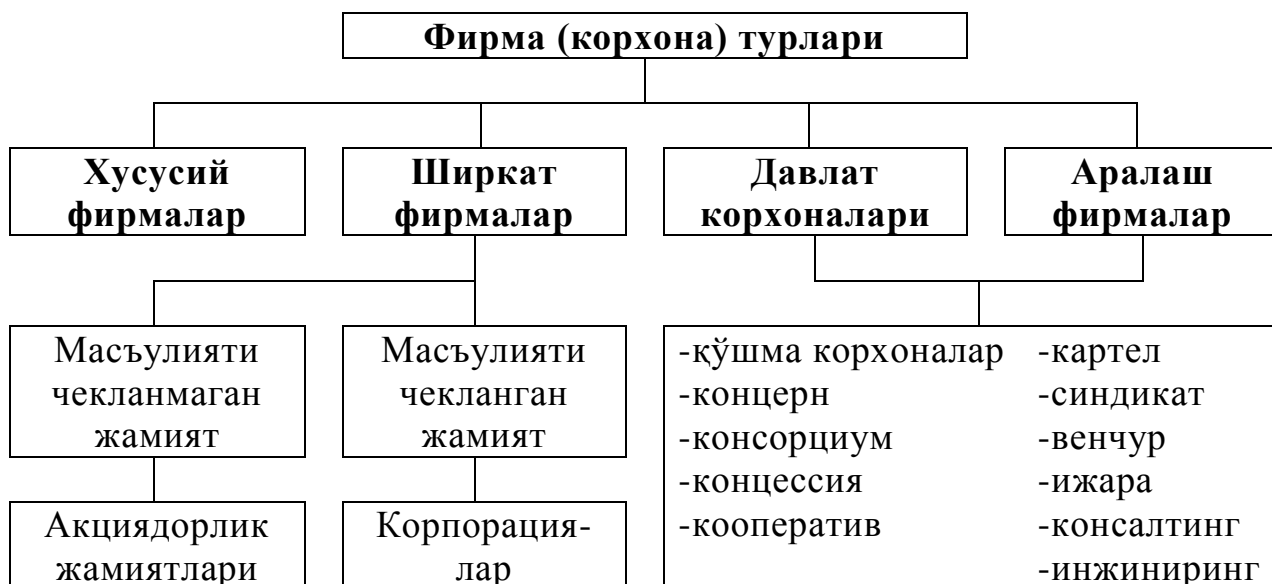 Фирма (корхона) турлари
Хусусий
фирмалар
Ширкат
фирмалар
Давлат
корхоналари
Аралаш
фирмалар
Масъулияти
чекланмаган
жамият
Масъулияти
чекланган
жамият
Акциядорлик
жамиятлари
Корпорация-
лар
-қўшма корхоналар
-концерн
-консорциум
-концессия
-кооператив
-картел
-синдикат
-венчур
-ижара
-консалтинг
-инжиниринг